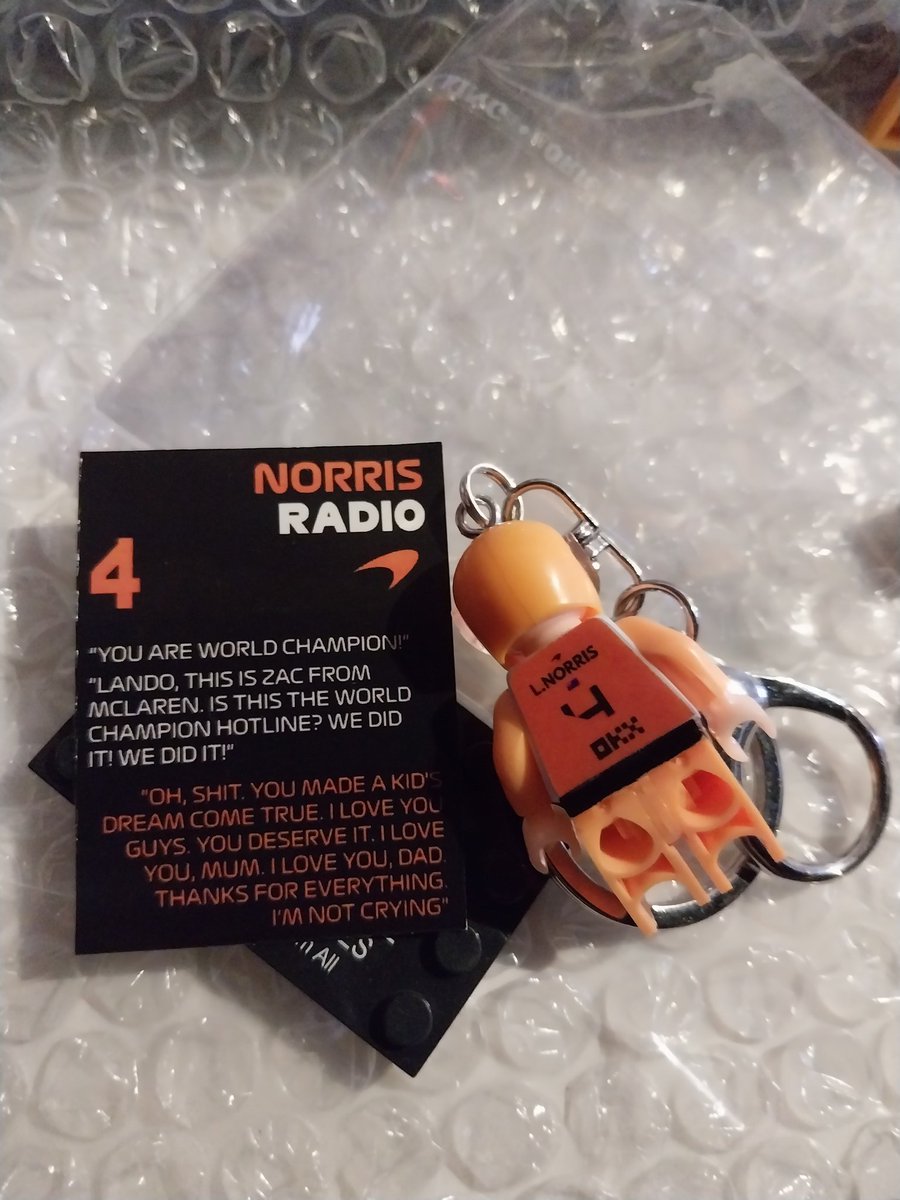 NORRIS
RADIO
4
"YOU ARE WORLD CHAMPION!"
"LANDO, THIS IS ZAC FROM
MCLAREN. IS THIS THE WORLD
CHAMPION HOTLINE? WE DID
IT! WE DID IT!"
"OH, SHIT. YOU MADE A KID'S
DREAM COME TRUE. I LOVE YOU
GUYS. YOU DESERVE IT. I LOVE
YOU, MUM. I LOVE YOU, DAD.
THANKS FOR EVERYTHING.
I'M NOT CRYING"
L.NORRIS
4
OKX
All